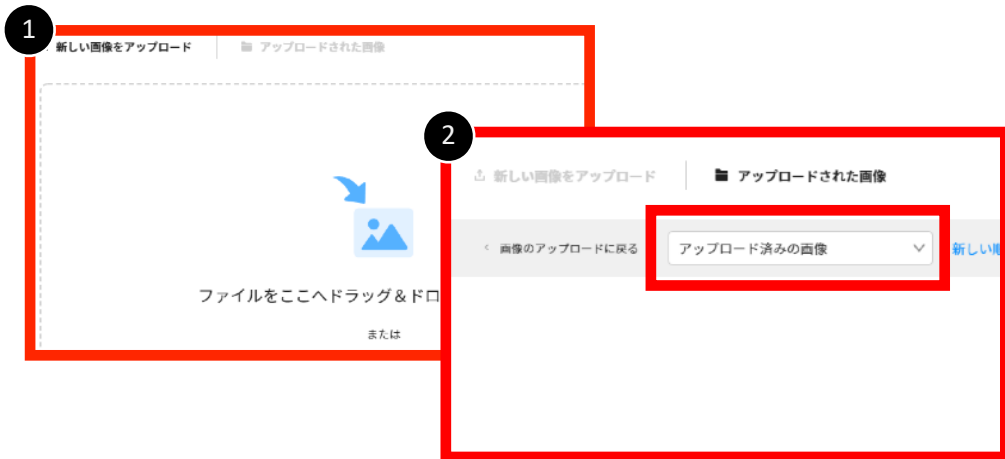 1
新しい画像をアップロード
アップロードされた画像
ファイルをここへドラッグ&ドロ
または
2
新しい画像をアップロード
アップロードされた画像
< 画像のアップロードに戻る
アップロード済みの画像
新しい順